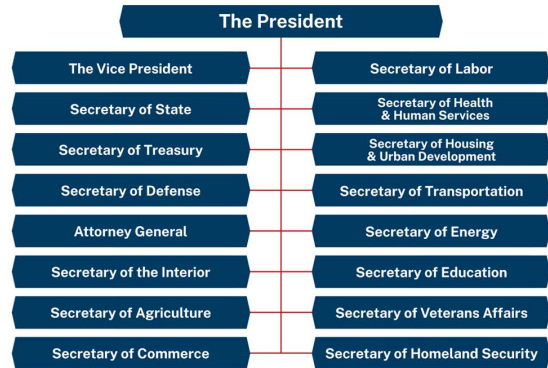 The President
The Vice President
Secretary of State
Secretary of Treasury
Secretary of Defense
Attorney General
Secretary of the Interior
Secretary of Agriculture
Secretary of Commerce
Secretary of Labor
Secretary of Health
& Human Services
Secretary of Housing
& Urban Development
Secretary of Transportation
Secretary of Energy
Secretary of Education
Secretary of Veterans Affairs
Secretary of Homeland Security